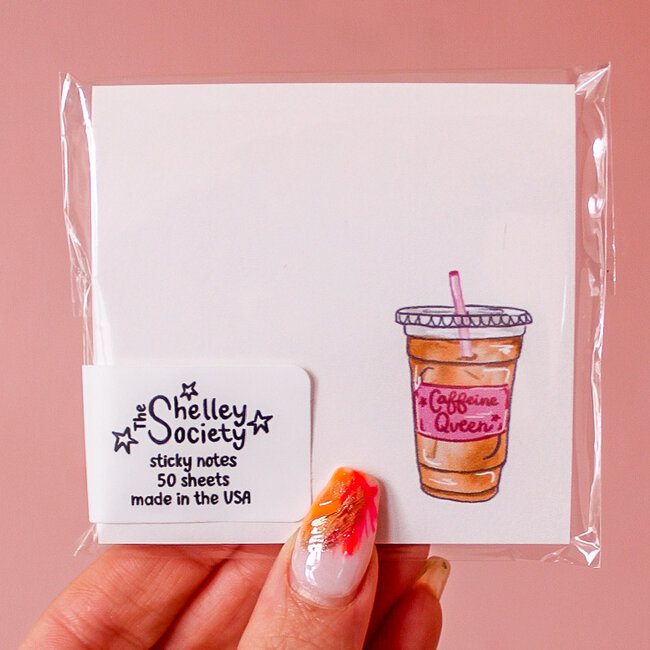 The Shelley
Society
sticky notes
50 sheets
made in the USA
Caffeine
Queen